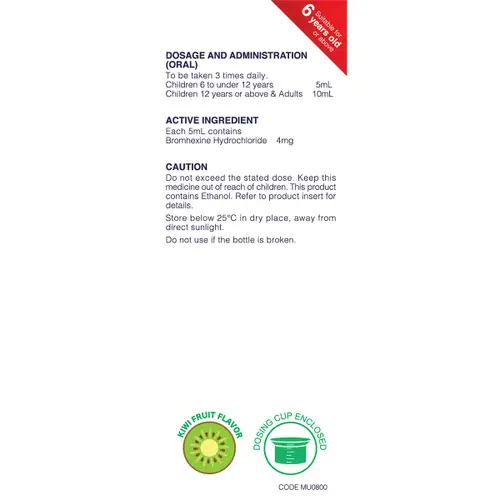 Suitable for
6 years old
or above
DOSAGE AND ADMINISTRATION
(ORAL)
To be taken 3 times daily.
Children 6 to under 12 years 5mL
Children 12 years or above & Adults 10mL
ACTIVE INGREDIENT
Each 5mL contains
Bromhexine Hydrochloride 4mg
CAUTION
Do not exceed the stated dose. Keep this
medicine out of reach of children. This product
contains Ethanol. Refer to product insert for
details.
Store below 25°C in dry place, away from
direct sunlight.
Do not use if the bottle is broken.
KIWI FRUIT FLAVOR
DOSING CUP ENCLOSED
CODE MU0800